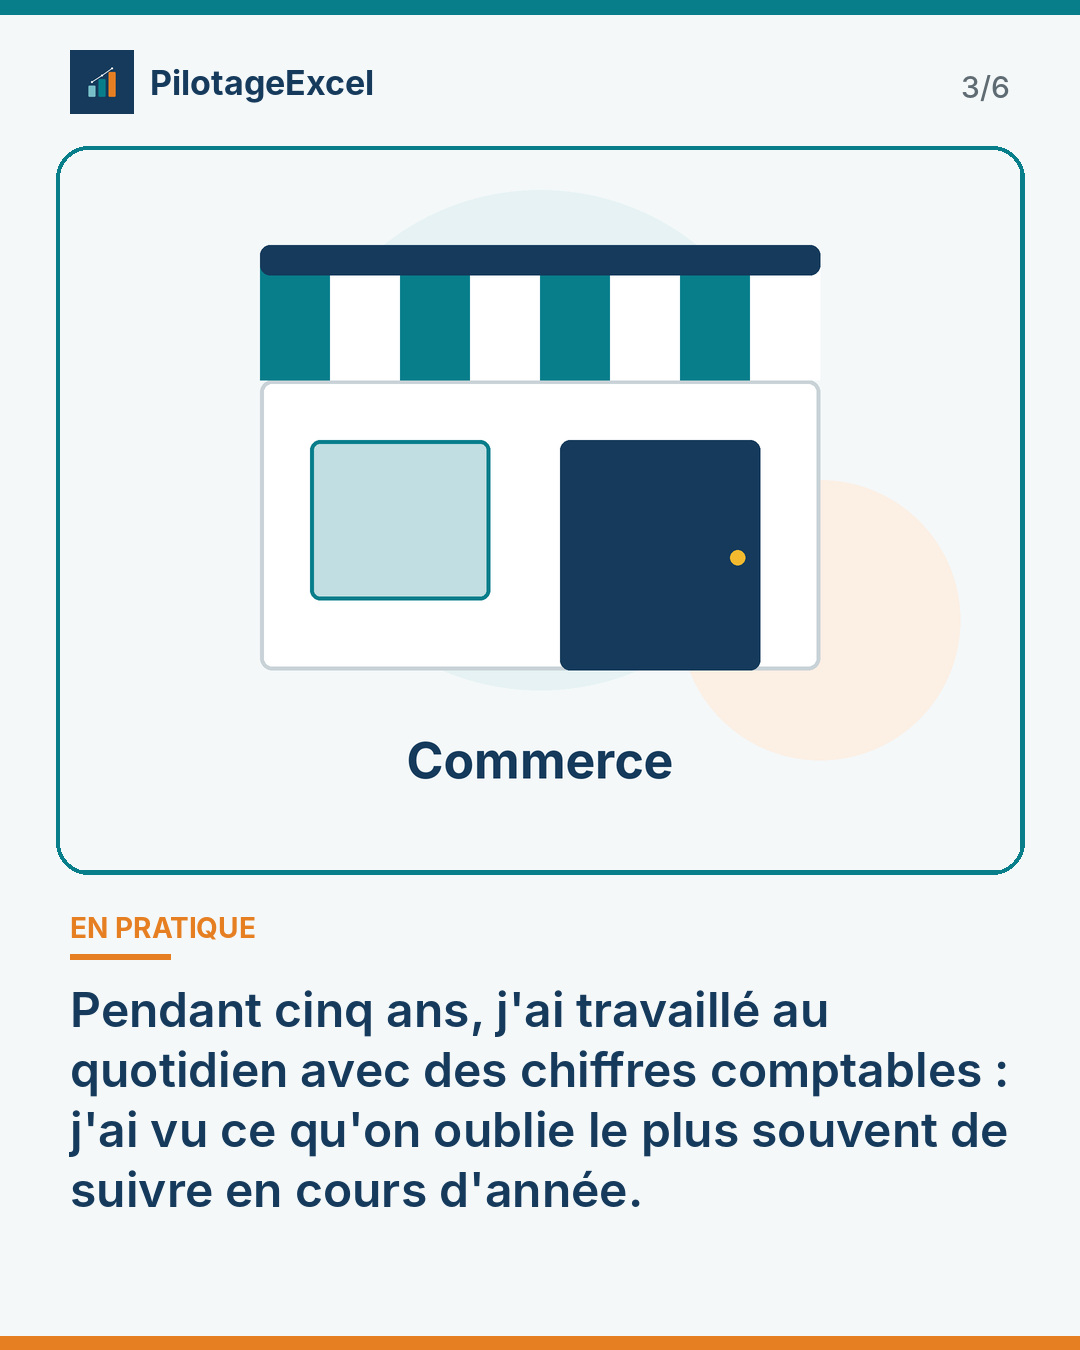 PilotageExcel
3/6
Commerce
EN PRATIQUE
Pendant cinq ans, j'ai travaillé au
quotidien avec des chiffres comptables :
j'ai vu ce qu'on oublie le plus souvent de
suivre en cours d'année.